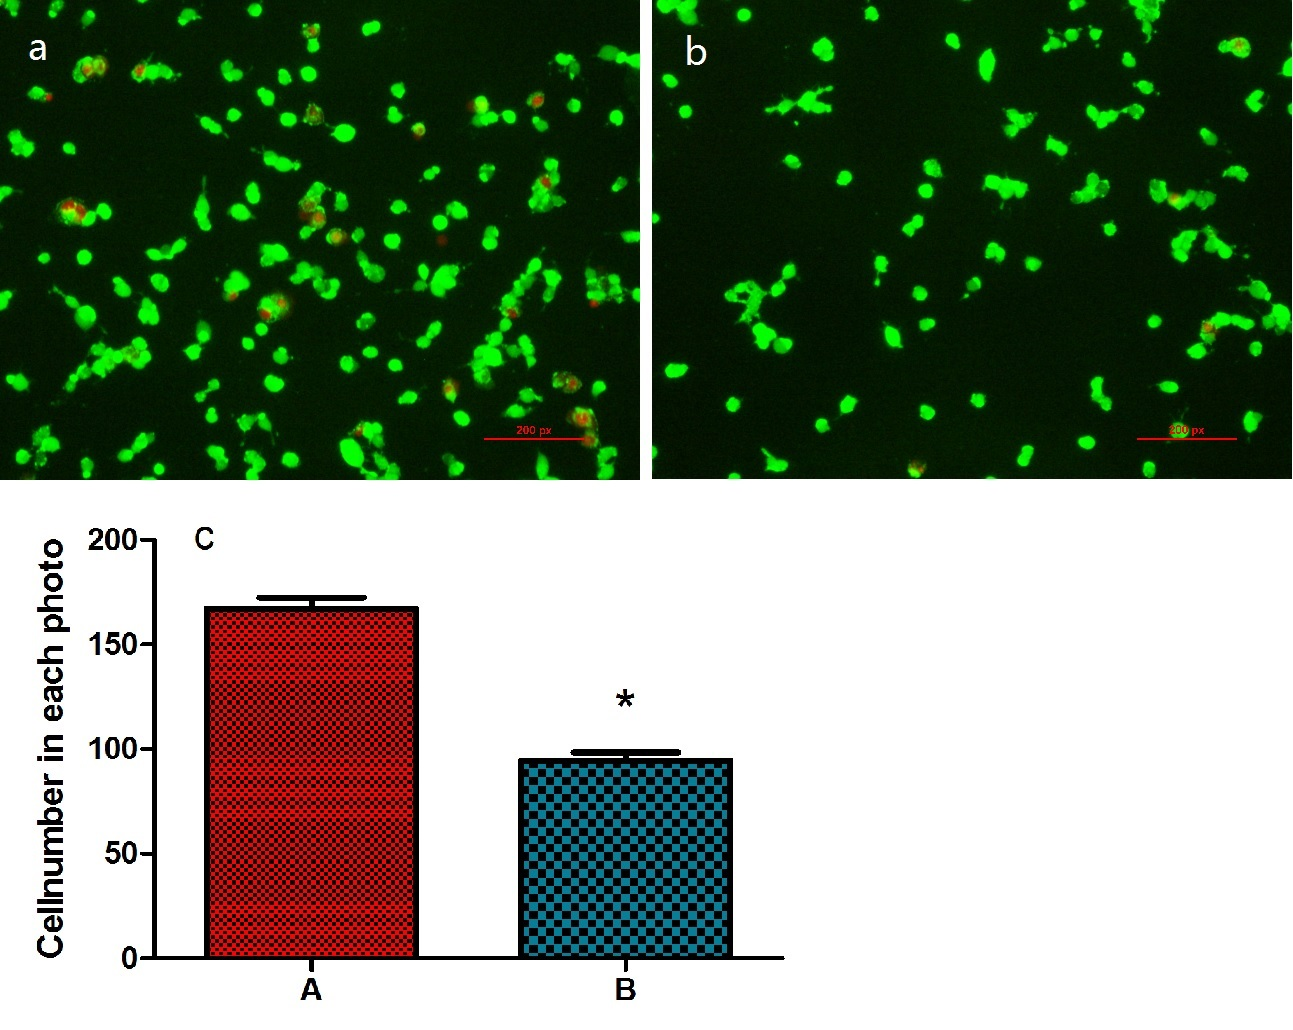 a
b
200 px
200 px
C
Cellnumber in each photo
200
150
100
50
0
*
A
B